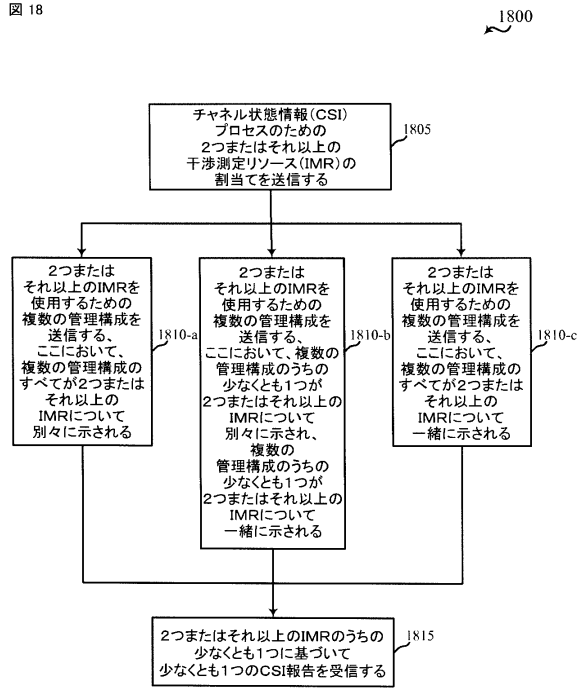 図 18
1800
チャネル状態情報（CSI）
プロセスのための
2つまたはそれ以上の
干渉測定リソース（IMR）の
割当てを送信する
1805
2つまたは
それ以上のIMRを
使用するための
複数の管理構成を
送信する、
ここにおいて、
複数の管理構成の
すべてが2つまたは
それ以上の
IMRについて
別々に示される
1810-a
2つまたは
それ以上のIMRを
使用するための
複数の管理構成を
送信する、
ここにおいて、複数の
管理構成のうちの
少なくとも1つが
2つまたはそれ以上の
IMRについて
別々に示され、
複数の
管理構成のうちの
少なくとも1つが
2つまたはそれ以上の
IMRについて
一緒に示される
1810-b
2つまたは
それ以上のIMRを
使用するための
複数の管理構成を
送信する、
ここにおいて、
複数の管理構成の
すべてが2つまたは
それ以上の
IMRについて
一緒に示される
1810-c
2つまたはそれ以上のIMRのうちの
少なくとも1つに基づいて
少なくとも1つのCSI報告を受信する
1815